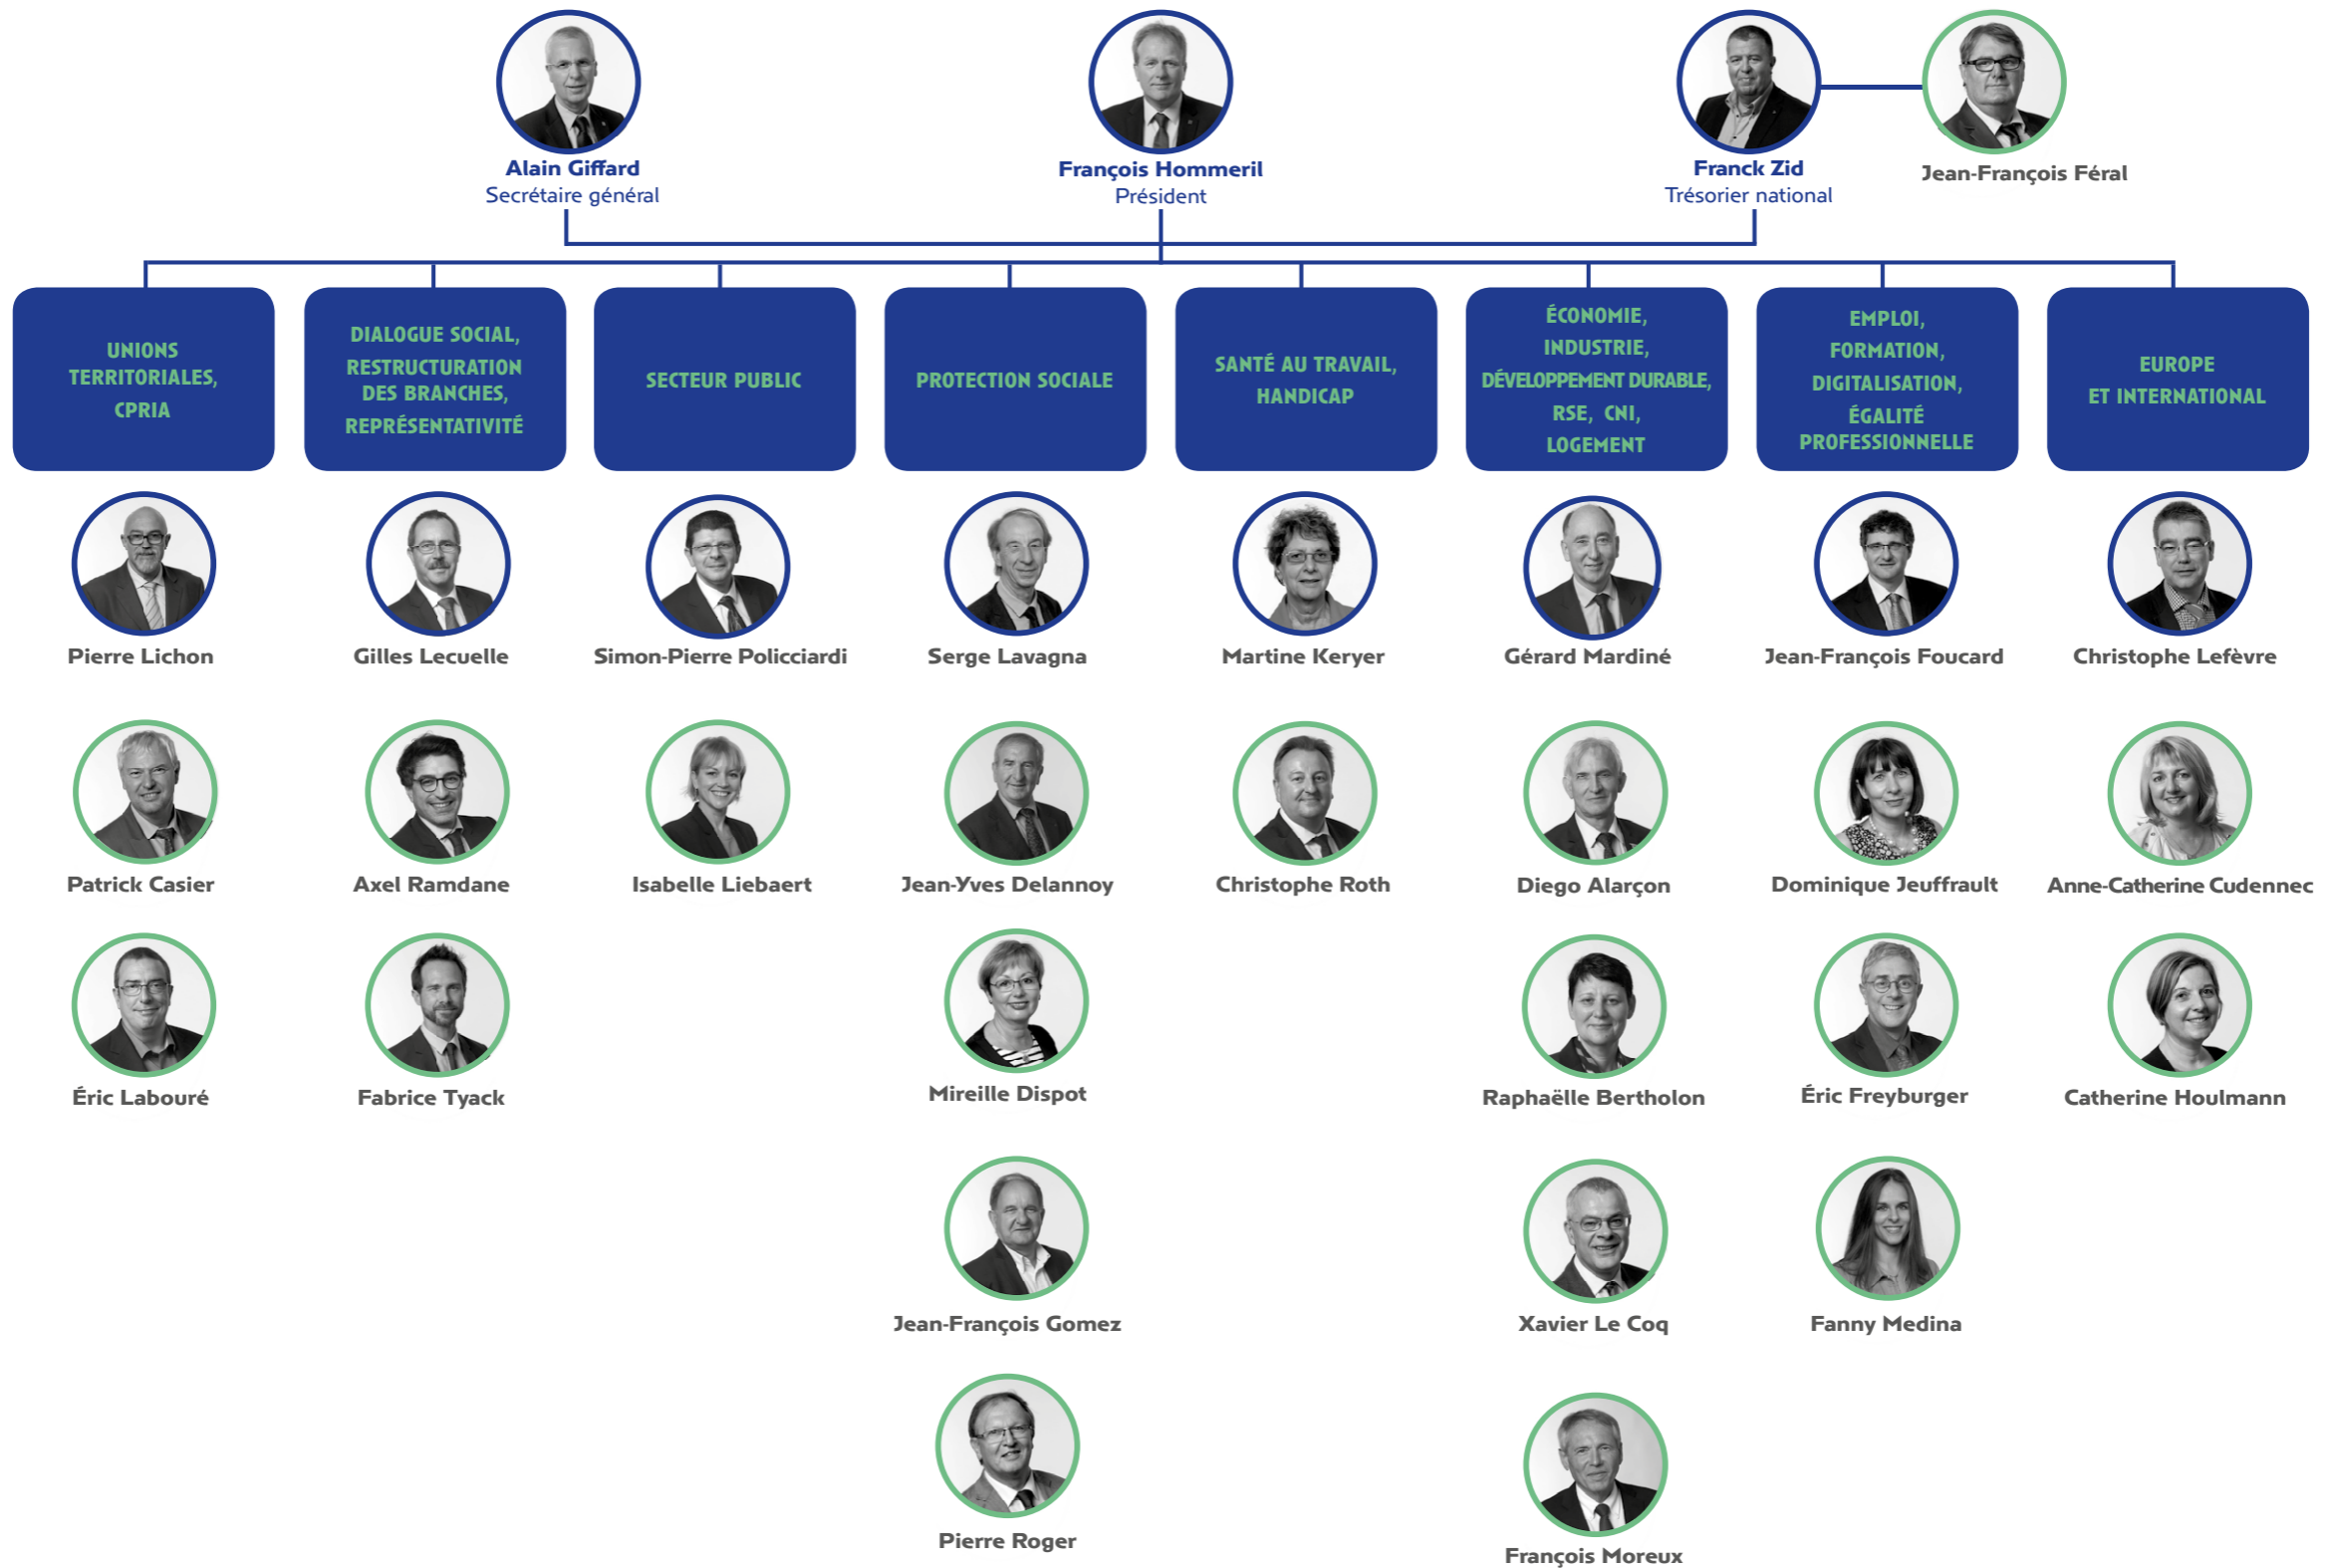 Alain Giffard
Secrétaire général
François Hommeril
Président
Franck Zid
Trésorier national
Jean-François Féral
UNIONS
TERRITORIALES,
CPRIA
DIALOGUE SOCIAL,
RESTRUCTURATION
DES BRANCHES,
REPRÉSENTATIVITÉ
SECTEUR PUBLIC
PROTECTION SOCIALE
SANTÉ AU TRAVAIL,
HANDICAP
ÉCONOMIE,
INDUSTRIE,
DÉVELOPPEMENT DURABLE,
RSE, CNI,
LOGEMENT
EMPLOI,
FORMATION,
DIGITALISATION,
ÉGALITÉ
PROFESSIONNELLE
EUROPE
ET INTERNATIONAL
Pierre Lichon
Gilles Lecuelle
Simon-Pierre Policciardi
Serge Lavagna
Martine Keryer
Gérard Mardiné
Jean-François Foucard
Christophe Lefèvre
Patrick Casier
Axel Ramdane
Isabelle Liebaert
Jean-Yves Delannoy
Christophe Roth
Diego Alarçon
Dominique Jeuffrault
Anne-Catherine Cudennec
Éric Labouré
Fabrice Tyack
Mireille Dispot
Raphaëlle Bertholon
Éric Freyburger
Catherine Houlmann
Jean-François Gomez
Xavier Le Coq
Fanny Medina
Pierre Roger
François Moreux